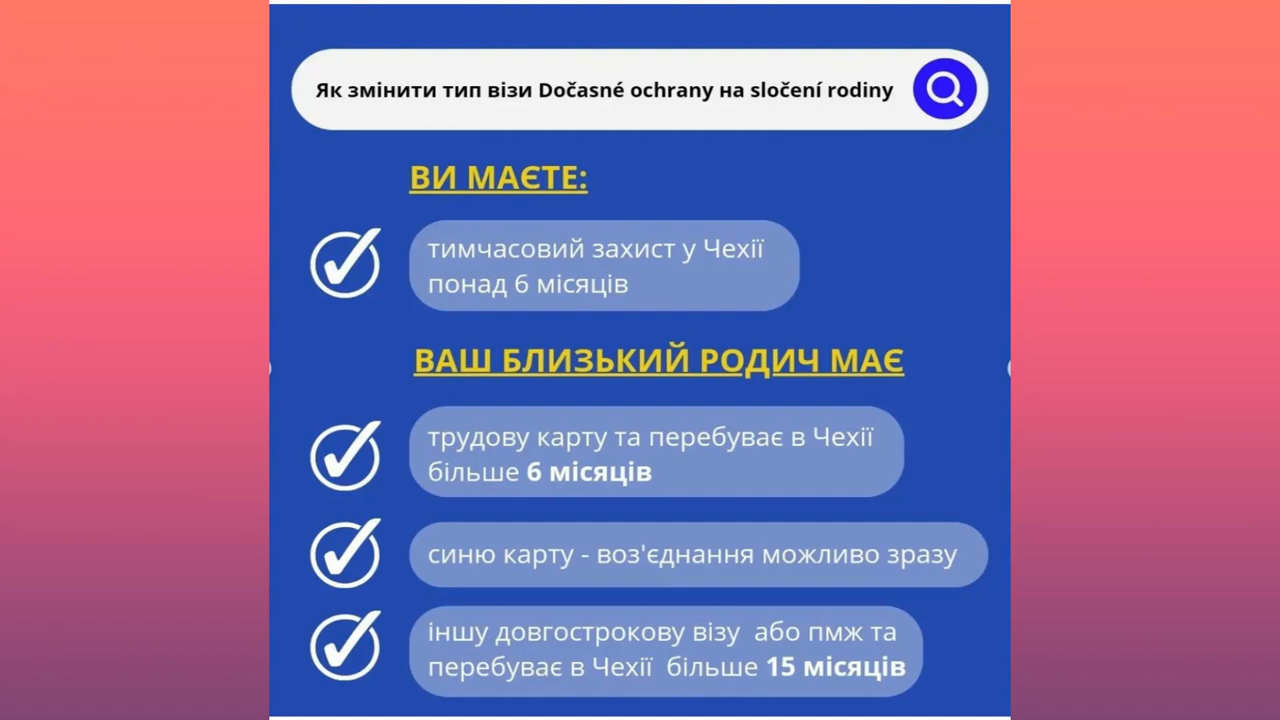 Як змінити тип візи Dočasné ochrany на sločení rodiny
ВИ МАЄТЕ:
тимчасовий захист у Чехії
понад 6 місяців
ВАШ БЛИЗЬКИЙ РОДИЧ МАЄ
трудову карту та перебуває в Чехії
більше 6 місяців
синю карту - воз'єднання можливо зразу
іншу довгострокову візу або пмж та
перебуває в Чехії більше 15 місяців